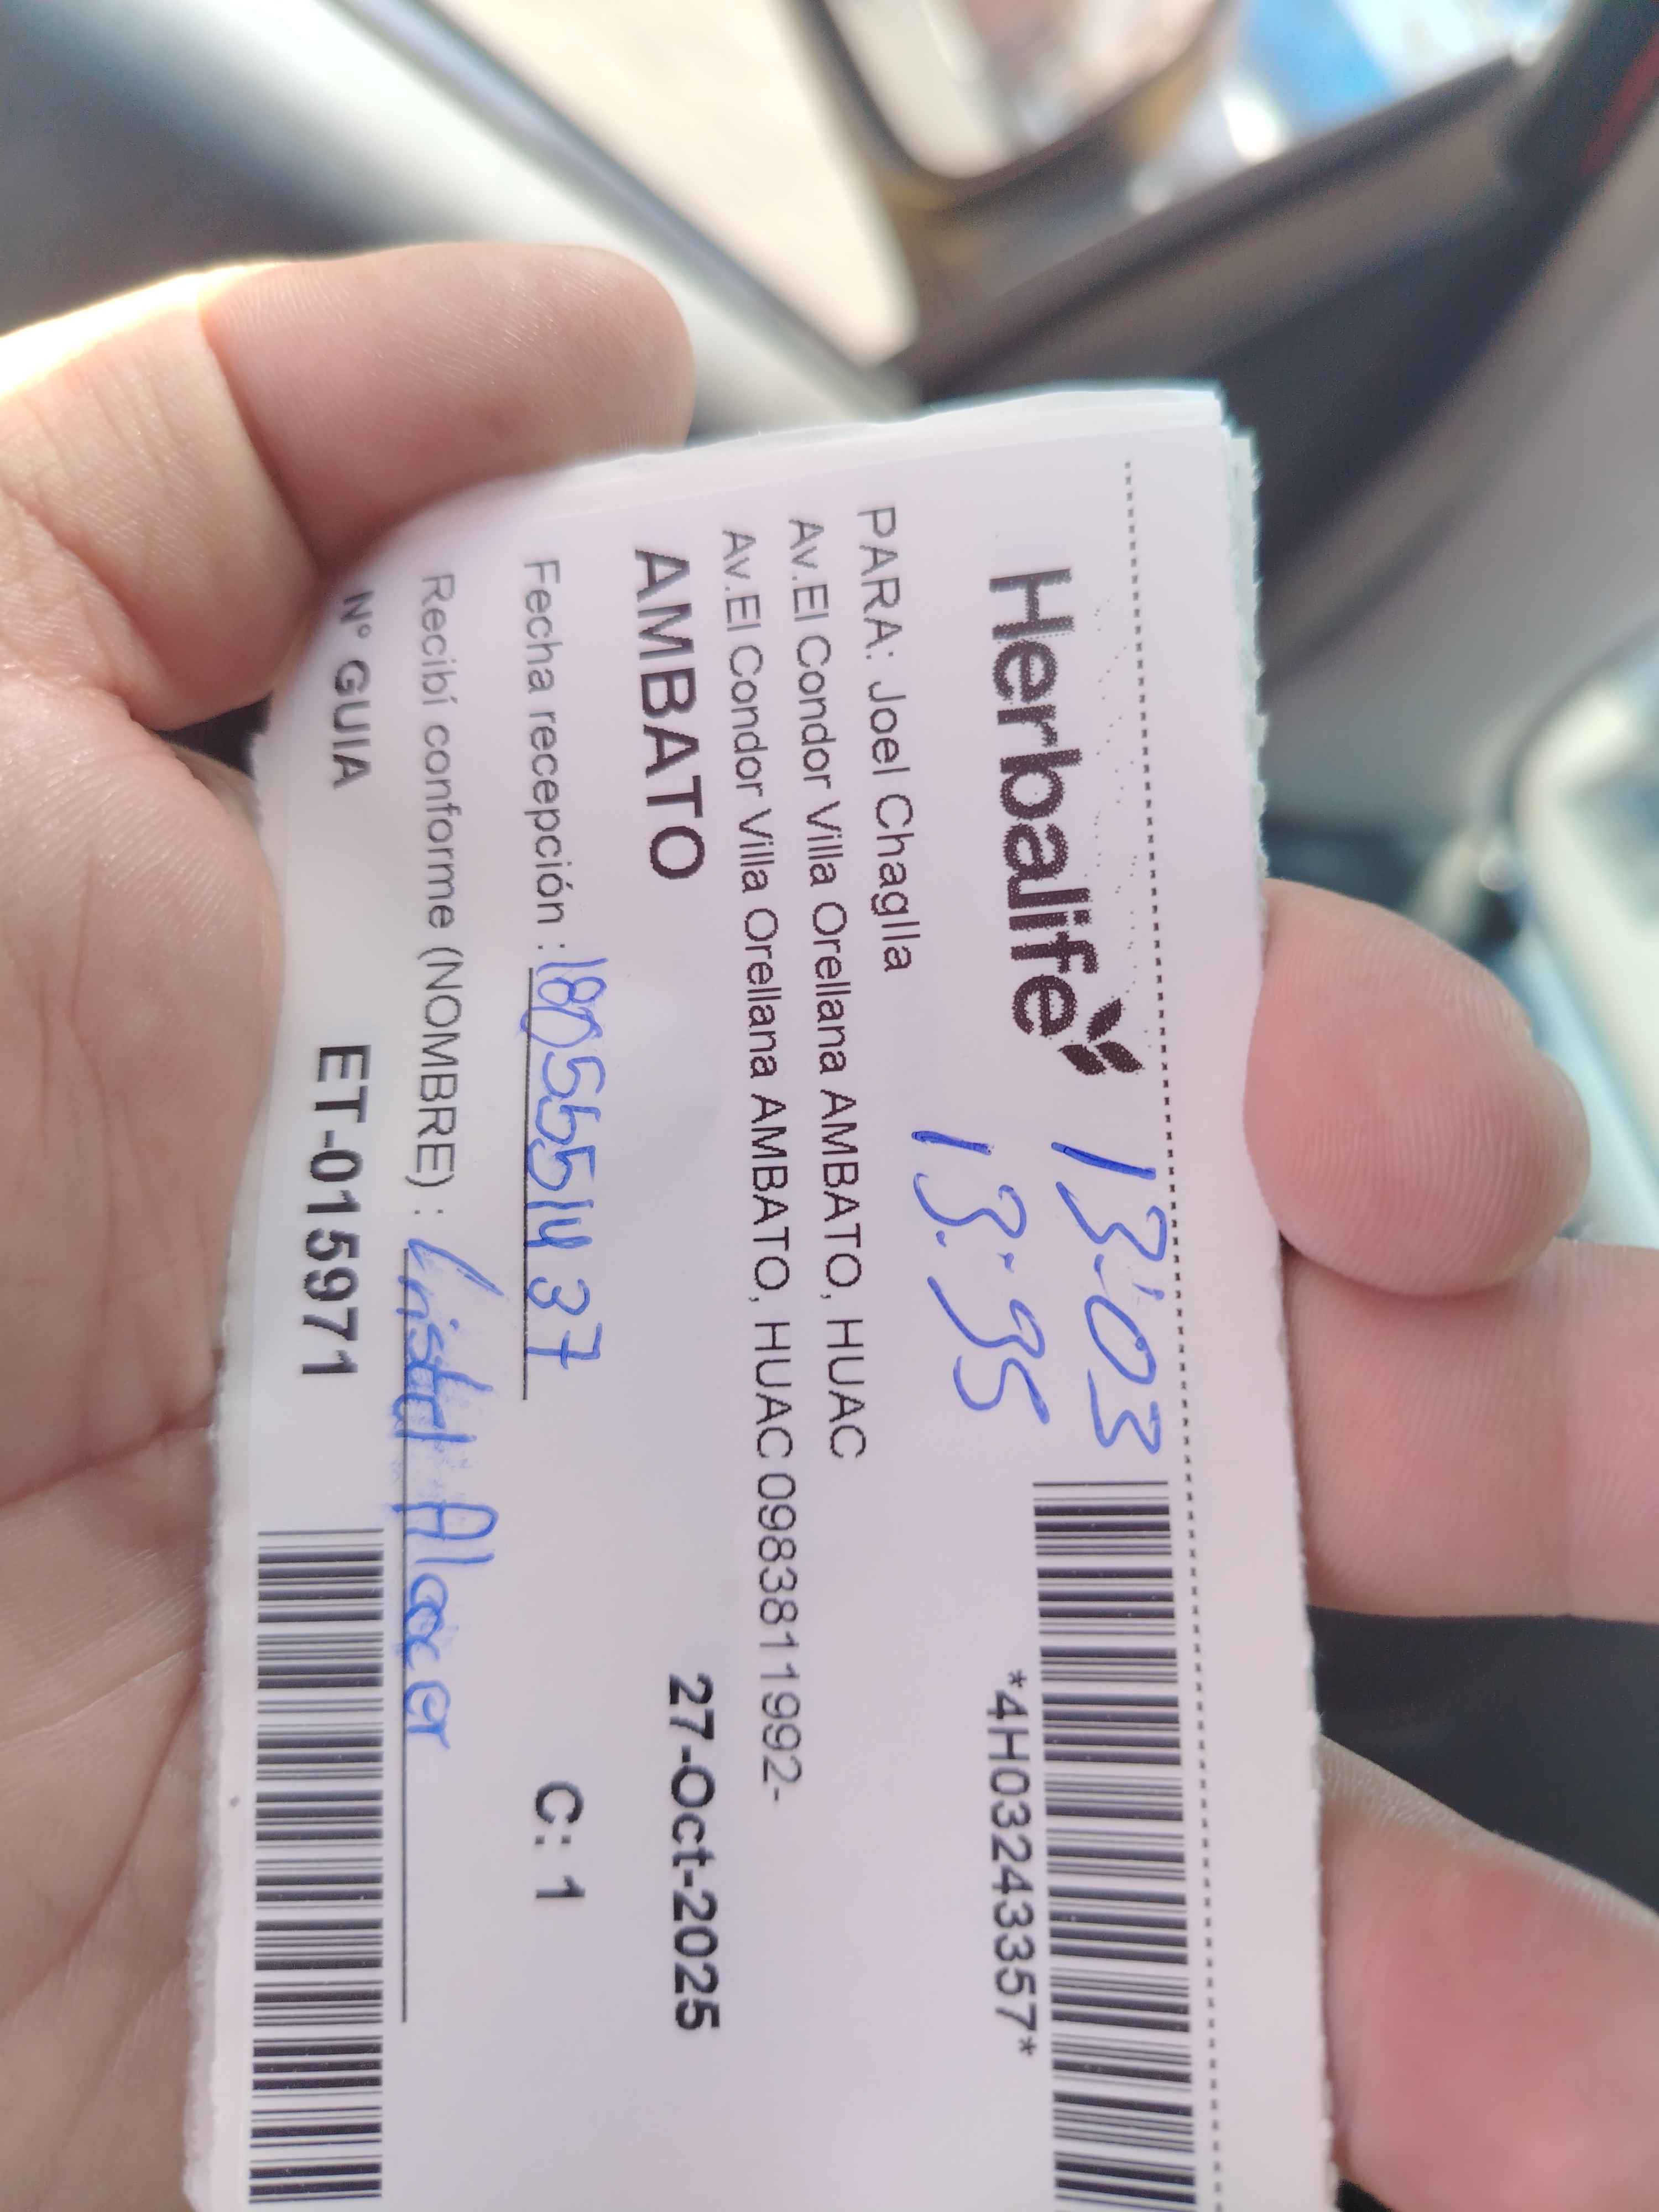 Herbalife 13:03
13:35
*4H03243357*
PARA: Joel Chaglla
Av.El Condor Villa Orellana AMBATO, HUAC
Av.El Condor Villa Orellana AMBATO, HUAC 0983811992-
AMBATO 27-Oct-2025
Fecha recepción : 1805551437
C: 1
Recibí conforme (NOMBRE) : Cristel Alacer
N° GUIA ET-015971